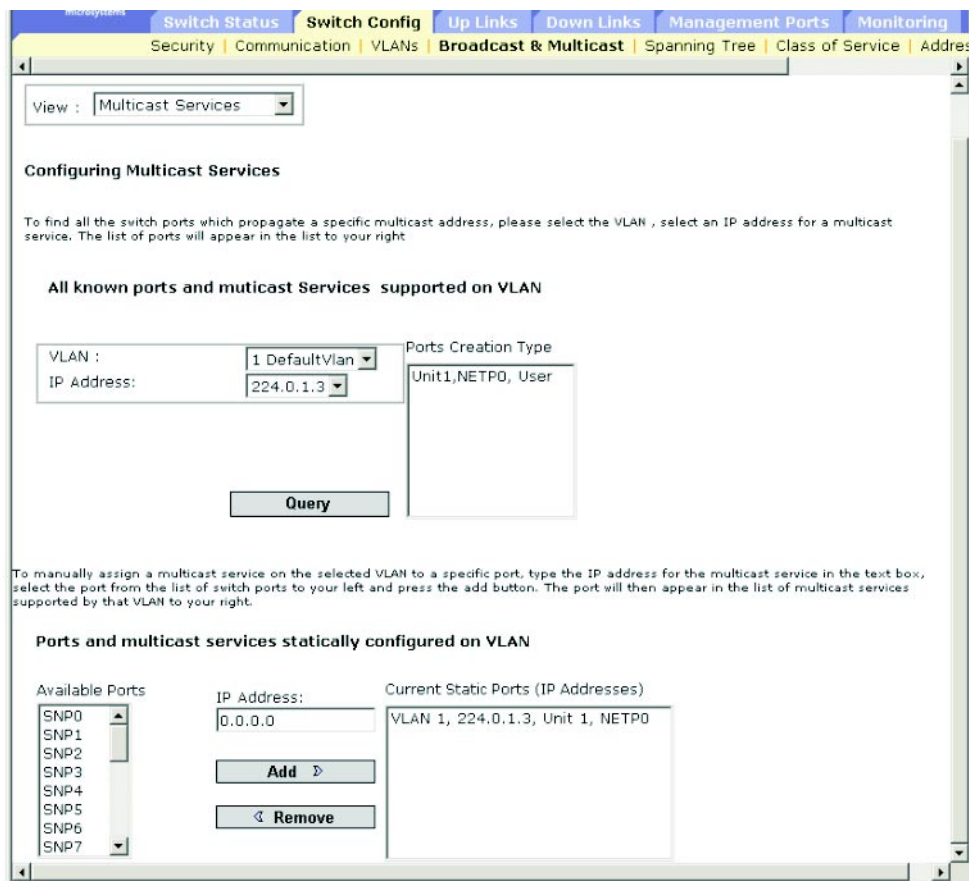 microsystems
Switch Status Switch Config Up Links Down Links Management Ports Monitoring
Security | Communication | VLANs | Broadcast & Multicast | Spanning Tree | Class of Service | Addres
View : Multicast Services
Configuring Multicast Services
To find all the switch ports which propagate a specific multicast address, please select the VLAN , select an IP address for a multicast
service. The list of ports will appear in the list to your right
All known ports and muticast Services supported on VLAN
VLAN : 1 DefaultVlan
IP Address: 224.0.1.3
Ports Creation Type
Unit1,NETP0, User
Query
To manually assign a multicast service on the selected VLAN to a specific port, type the IP address for the multicast service in the text box,
select the port from the list of switch ports to your left and press the add button. The port will then appear in the list of multicast services
supported by that VLAN to your right.
Ports and multicast services statically configured on VLAN
Available Ports
SNP0
SNP1
SNP2
SNP3
SNP4
SNP5
SNP6
SNP7
IP Address:
0.0.0.0
Add
Remove
Current Static Ports (IP Addresses)
VLAN 1, 224.0.1.3, Unit 1, NETP0